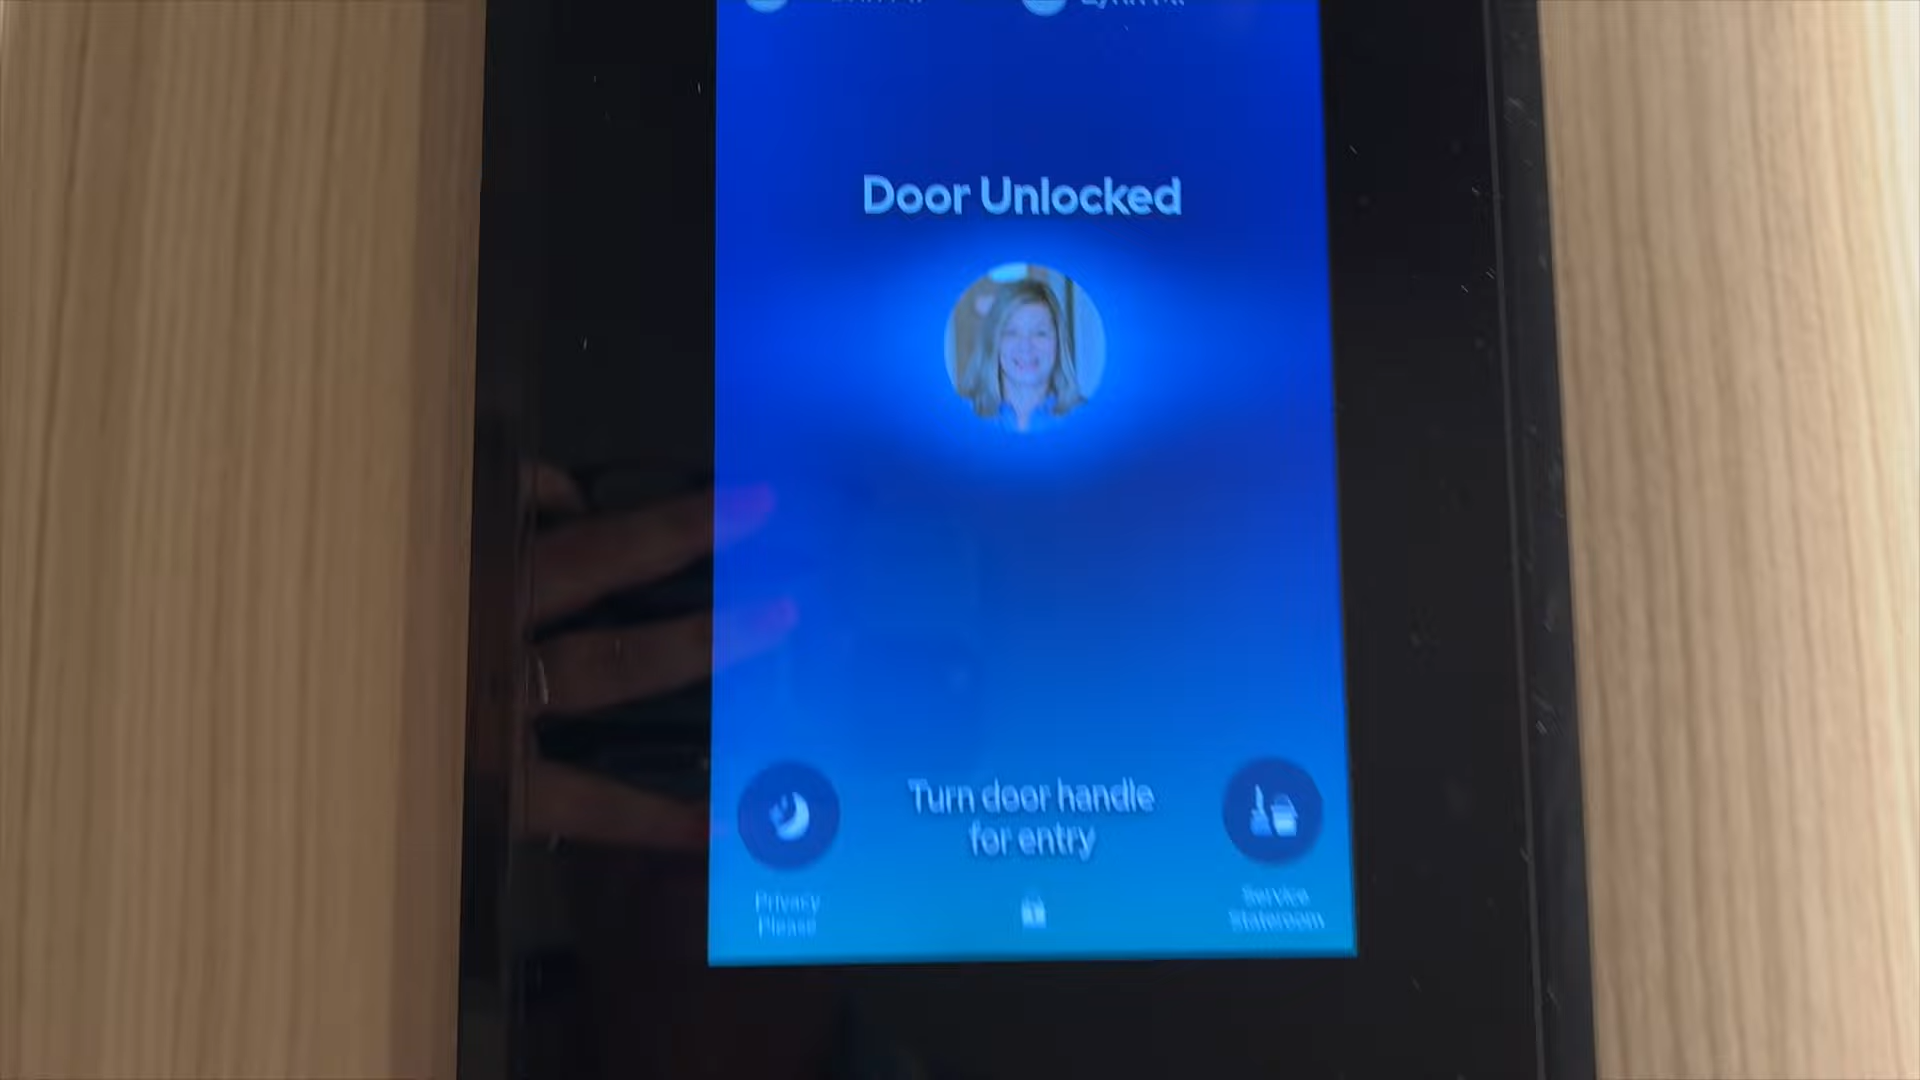 Door Unlocked
Turn door handle
for entry
Privacy
Please
Service
Stateroom